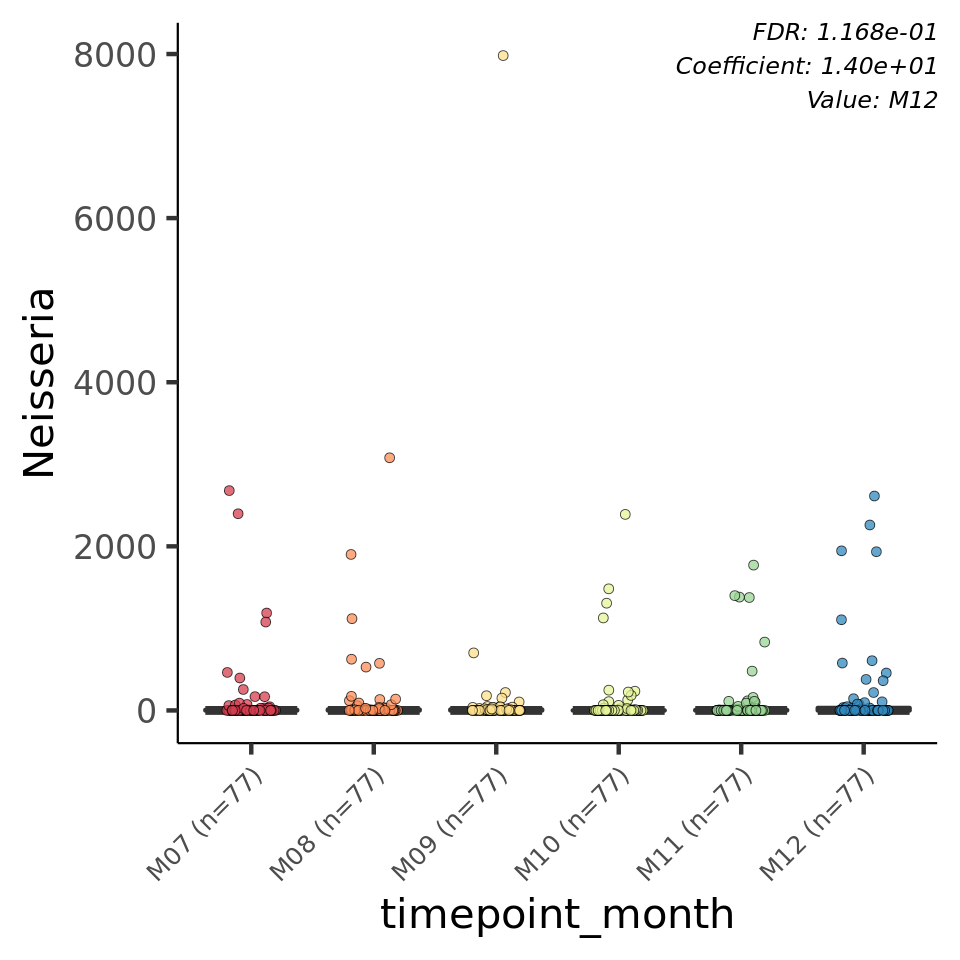 FDR: 1.168e-01
Coefficient: 1.40e+01
Value: M12
Neisseria
8000
6000
4000
2000
0
M07 (n=77)
M08 (n=77)
M09 (n=77)
M10 (n=77)
M11 (n=77)
M12 (n=77)
timepoint_month